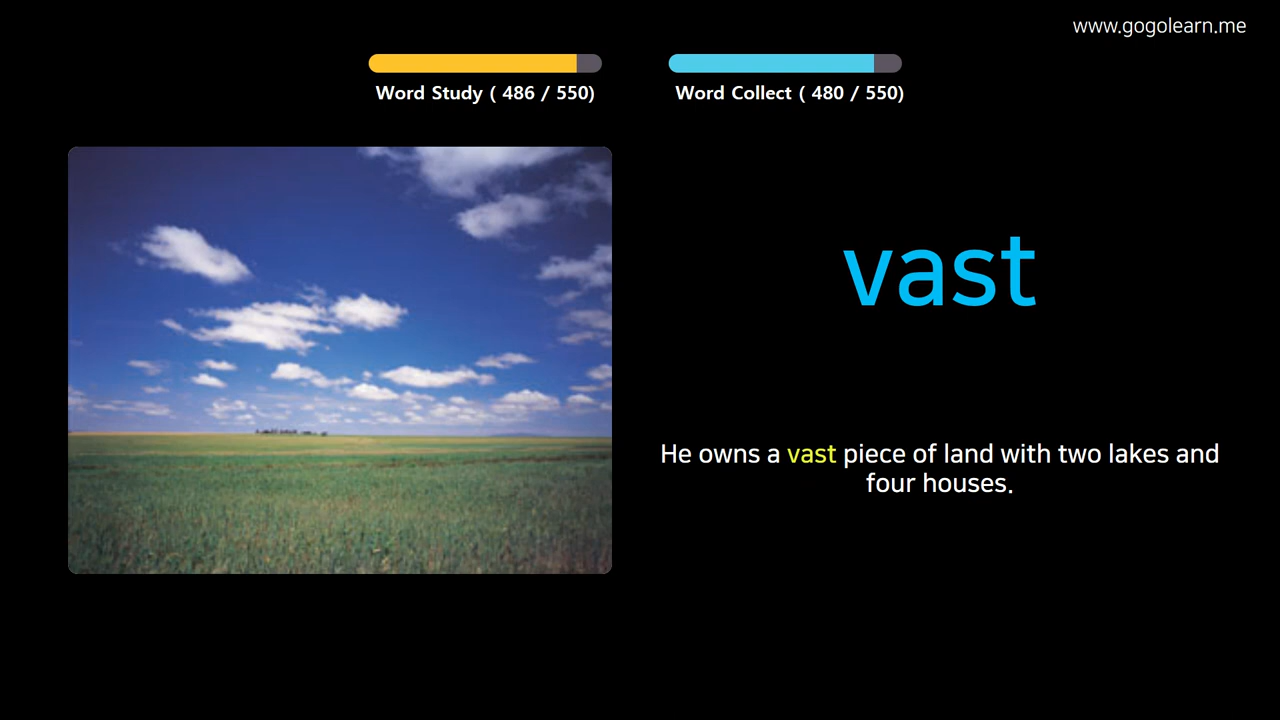 www.gogolearn.me
Word Study ( 486 / 550)
Word Collect ( 480 / 550)
vast
He owns a vast piece of land with two lakes and
four houses.